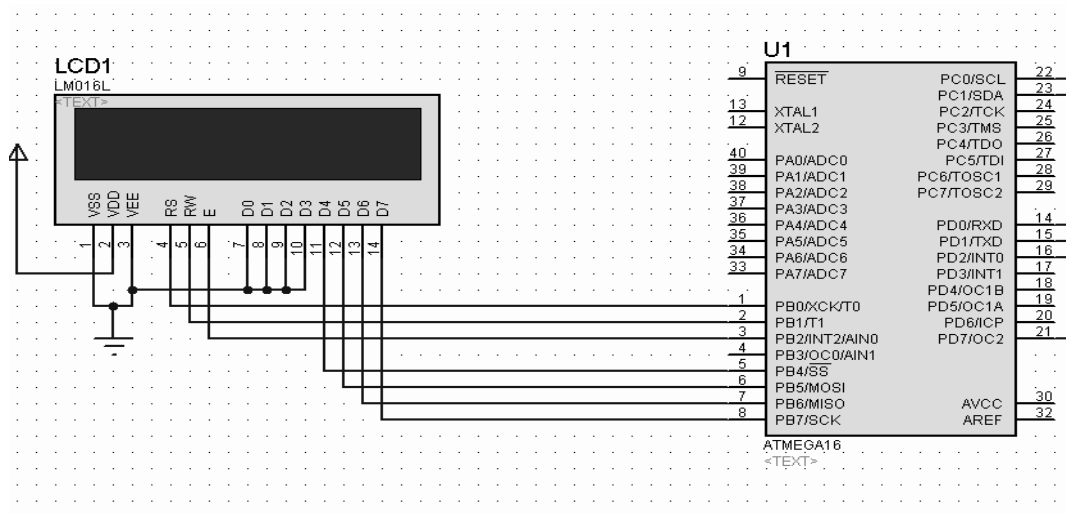 LCD1
LM016L
<TEXT>
VSS
VDD
VEE
RS
RW
E
D0
D1
D2
D3
D4
D5
D6
D7
1
2
3
4
5
6
7
8
9
10
11
12
13
14
U1
9 RESET
13 XTAL1
12 XTAL2
40 PA0/ADC0
39 PA1/ADC1
38 PA2/ADC2
37 PA3/ADC3
36 PA4/ADC4
35 PA5/ADC5
34 PA6/ADC6
33 PA7/ADC7
1 PB0/XCK/T0
2 PB1/T1
3 PB2/INT2/AIN0
4 PB3/OC0/AIN1
5 PB4/SS
6 PB5/MOSI
7 PB6/MISO
8 PB7/SCK
PC0/SCL 22
PC1/SDA 23
PC2/TCK 24
PC3/TMS 25
PC4/TDO 26
PC5/TDI 27
PC6/TOSC1 28
PC7/TOSC2 29
PD0/RXD 14
PD1/TXD 15
PD2/INT0 16
PD3/INT1 17
PD4/OC1B 18
PD5/OC1A 19
PD6/ICP 20
PD7/OC2 21
AVCC 30
AREF 32
ATMEGA16
<TEXT>